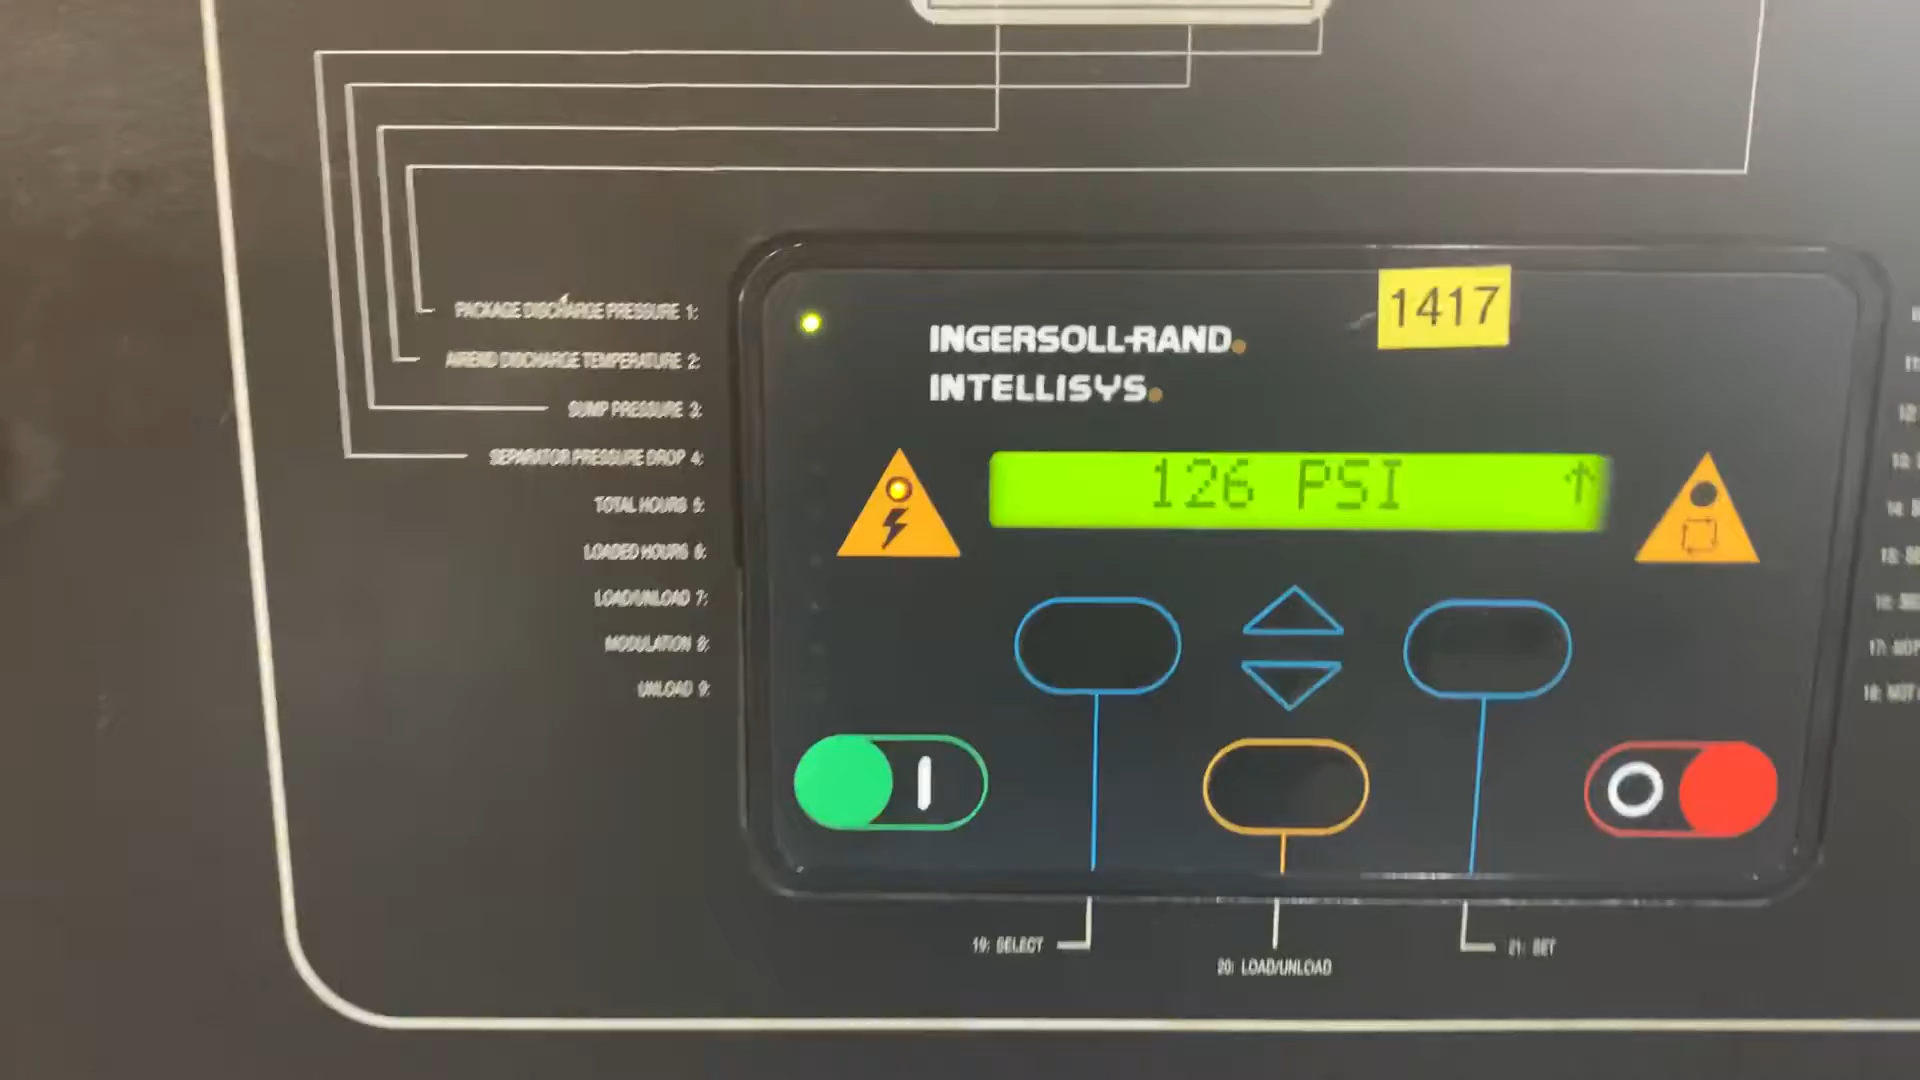 PACKAGE DISCHARGE PRESSURE 1:
AIREND DISCHARGE TEMPERATURE 2:
SUMP PRESSURE 3:
SEPARATOR PRESSURE DROP 4:
TOTAL HOURS 5:
LOADED HOURS 6:
LOAD/UNLOAD 7:
MODULATION 8:
UNLOAD 9:
1417
INGERSOLL-RAND
INTELLISYS
126 PSI ↑
19: SELECT
20: LOAD/UNLOAD
21: SET